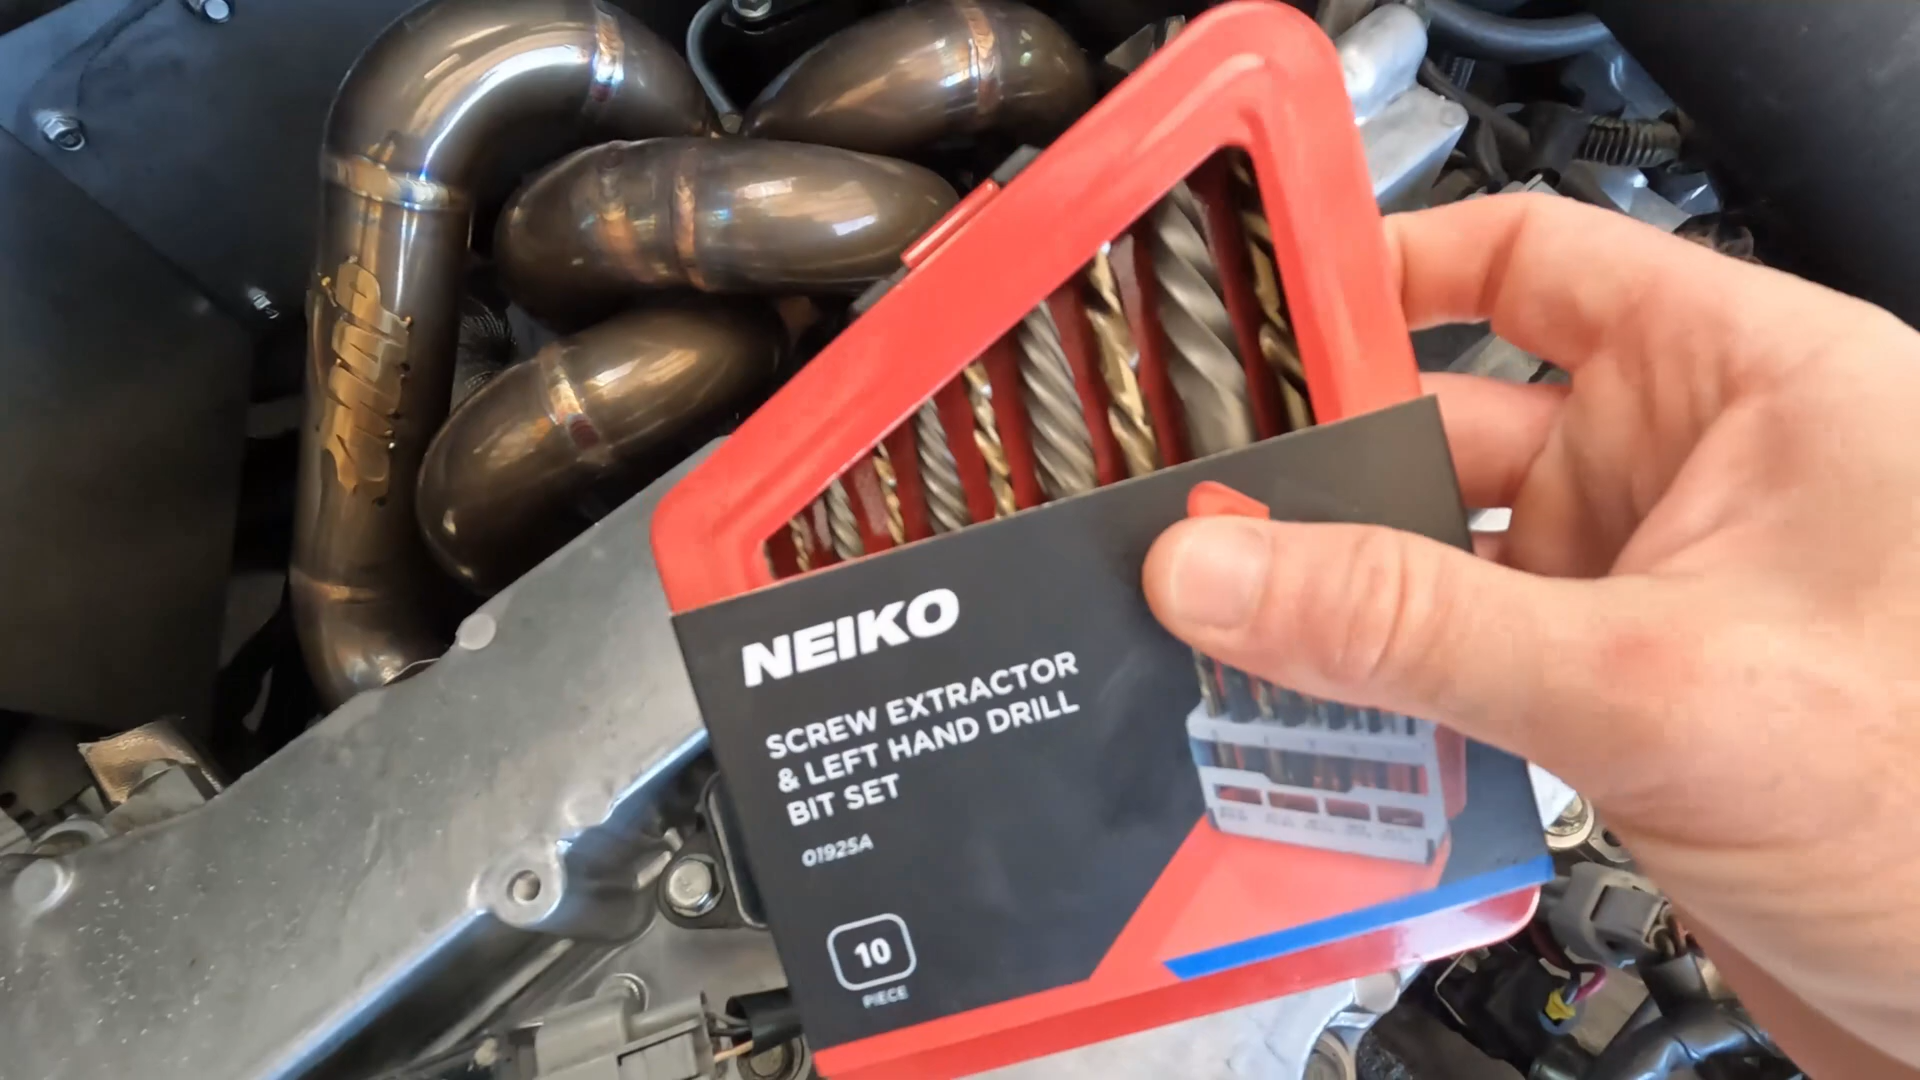 NEIKO
SCREW EXTRACTOR
& LEFT HAND DRILL
BIT SET
01925A
10
PIECE